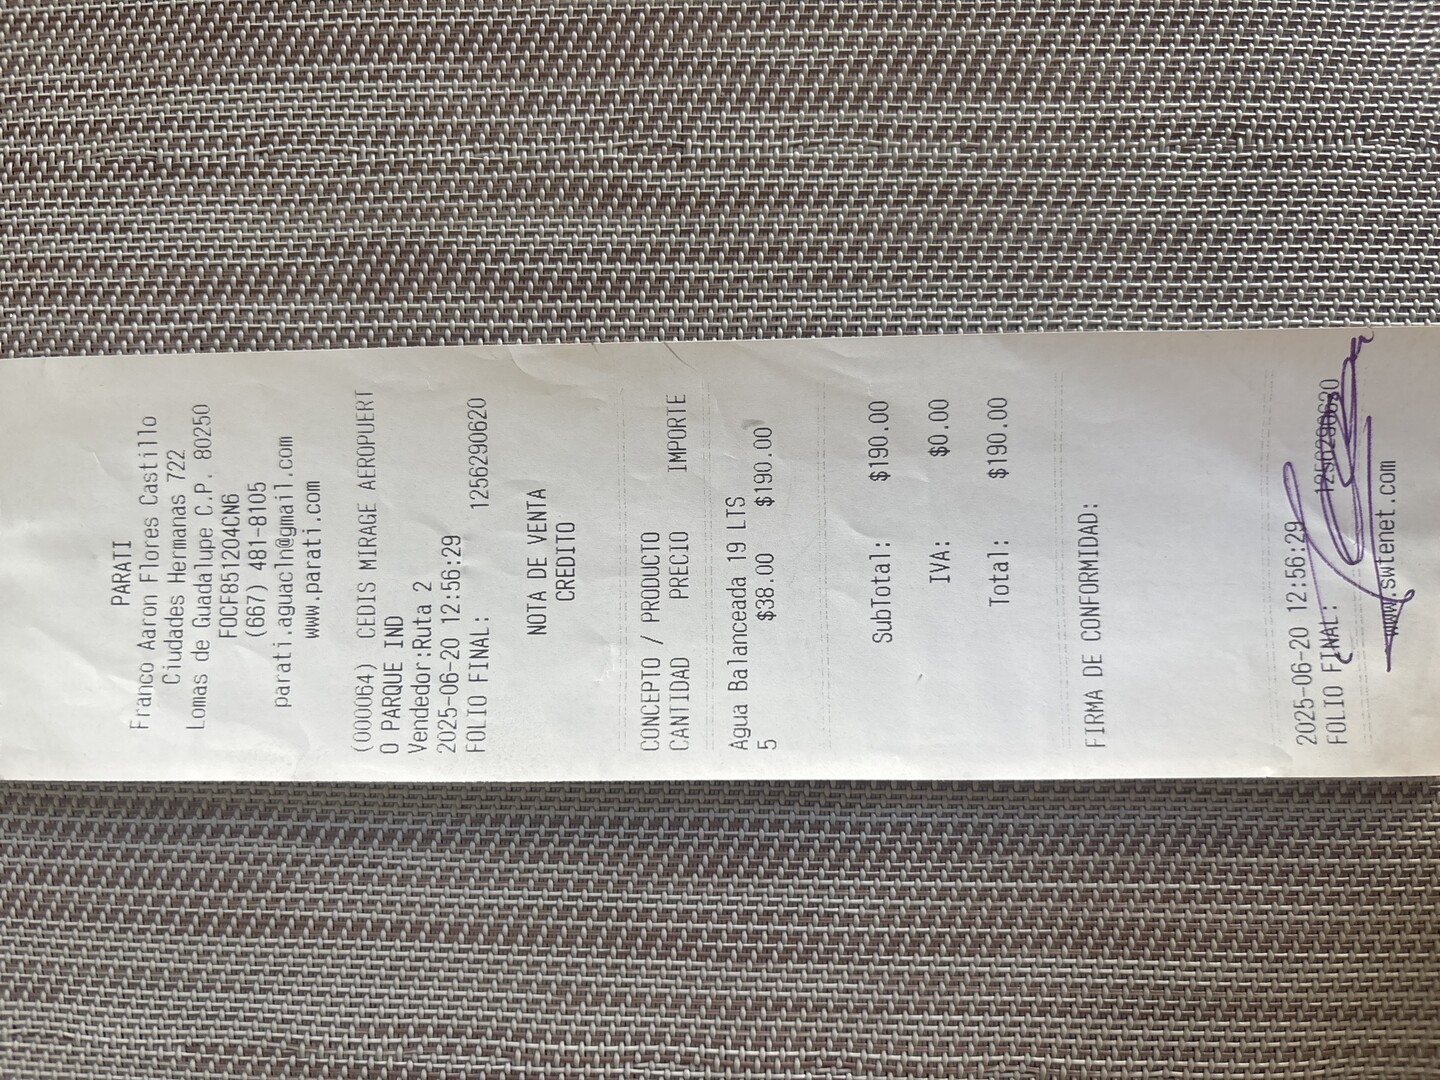 PARATI
Franco Aaron Flores Castillo
Ciudades Hermanas 722
Lomas de Guadalupe C.P. 80250
FOCF851204CN6
(667) 481-8105
parati.aguacln@gmail.com
www.parati.com
(000064) CEDIS MIRAGE AEROPUERT
O PARQUE IND
Vendedor:Ruta 2
2025-06-20 12:56:29
FOLIO FINAL: 1256290620
NOTA DE VENTA
CREDITO
CONCEPTO / PRODUCTO
CANTIDAD PRECIO IMPORTE
Agua Balanceada 19 LTS
5 $38.00 $190.00
SubTotal: $190.00
IVA: $0.00
Total: $190.00
FIRMA DE CONFORMIDAD:
2025-06-20 12:56:29
FOLIO FINAL: 1256290620
www.swtenet.com